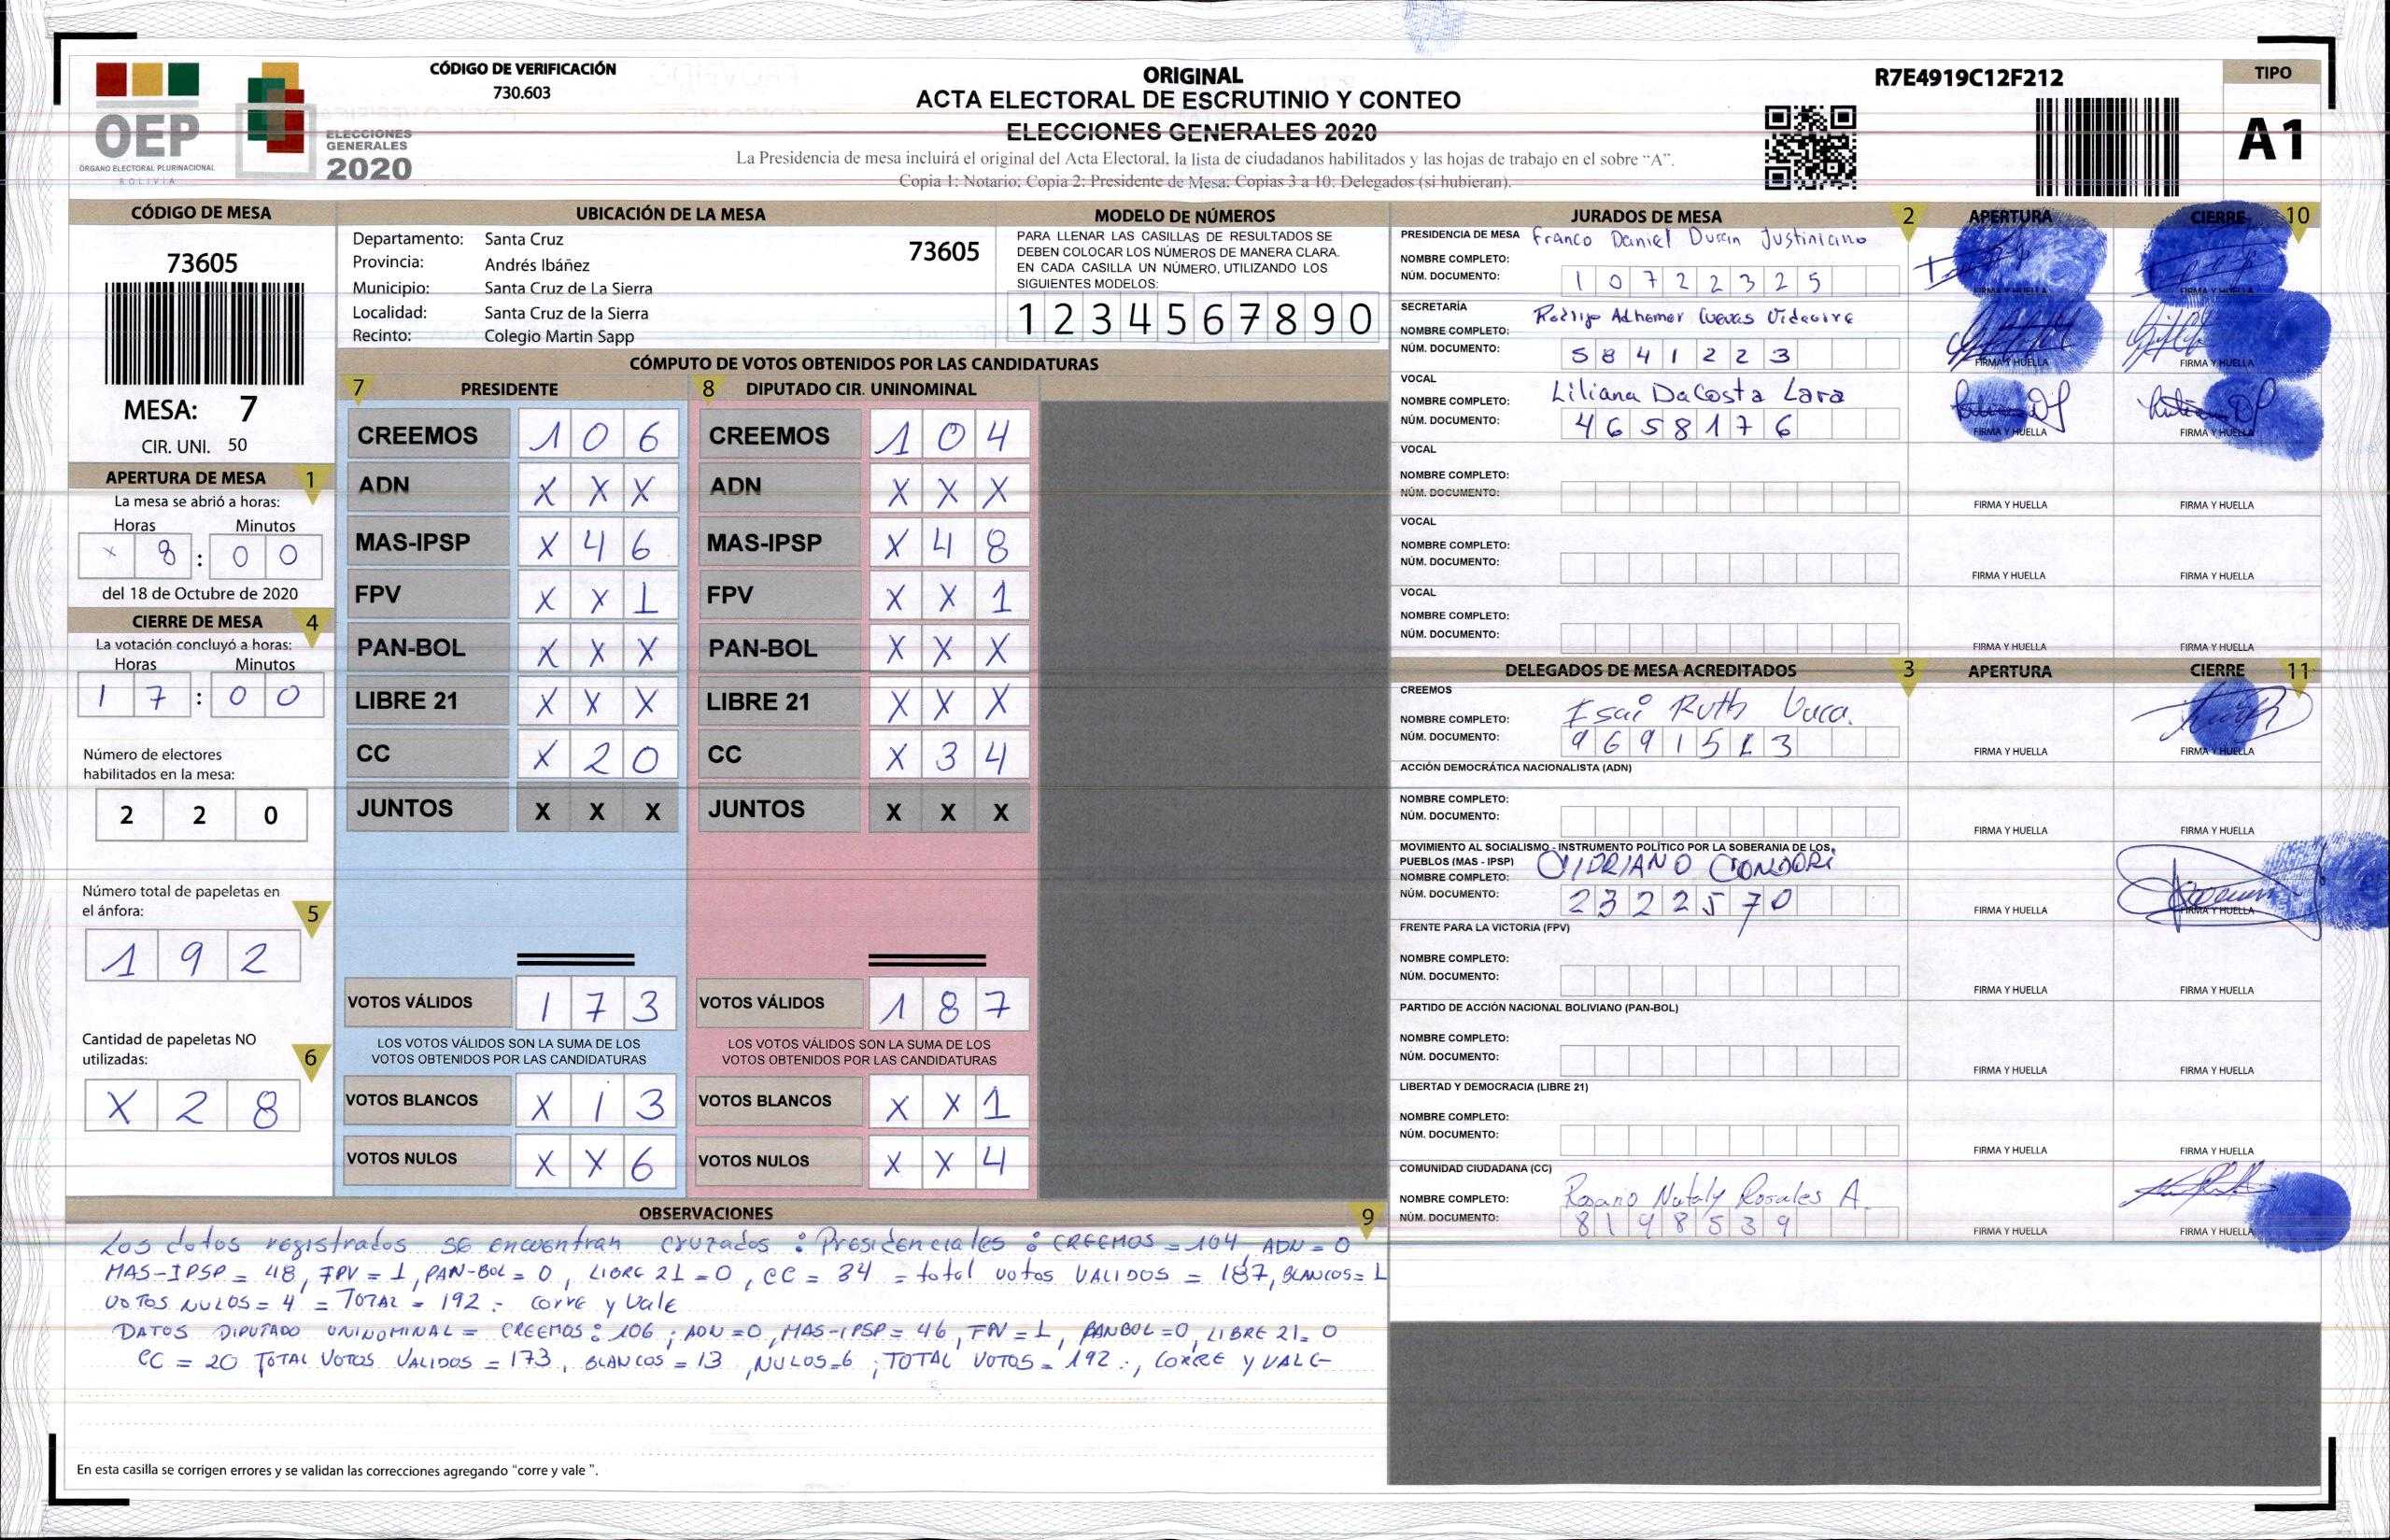 CÓDIGO DE VERIFICACIÓN
730.603
OEP
ÓRGANO ELECTORAL PLURINACIONAL
BOLIVIA
ELECCIONES
GENERALES
2020
ORIGINAL
ACTA ELECTORAL DE ESCRUTINIO Y CONTEO
ELECCIONES GENERALES 2020
La Presidencia de mesa incluirá el original del Acta Electoral, la lista de ciudadanos habilitados y las hojas de trabajo en el sobre “A”.
Copia 1: Notario; Copia 2: Presidente de Mesa; Copias 3 a 10: Delegados (si hubieran).
R7E4919C12F212
TIPO
A1
CÓDIGO DE MESA
73605
MESA: 7
CIR. UNI. 50
APERTURA DE MESA 1
La mesa se abrió a horas:
Horas Minutos
X 8 : 0 0
del 18 de Octubre de 2020
CIERRE DE MESA 4
La votación concluyó a horas:
Horas Minutos
1 7 : 0 0
Número de electores
habilitados en la mesa:
2 2 0
Número total de papeletas en
el ánfora: 5
1 9 2
Cantidad de papeletas NO
utilizadas: 6
X 2 8
UBICACIÓN DE LA MESA
Departamento: Santa Cruz 73605
Provincia: Andrés Ibáñez
Municipio: Santa Cruz de La Sierra
Localidad: Santa Cruz de la Sierra
Recinto: Colegio Martin Sapp
MODELO DE NÚMEROS
PARA LLENAR LAS CASILLAS DE RESULTADOS SE
DEBEN COLOCAR LOS NÚMEROS DE MANERA CLARA.
EN CADA CASILLA UN NÚMERO, UTILIZANDO LOS
SIGUIENTES MODELOS:
1 2 3 4 5 6 7 8 9 0
CÓMPUTO DE VOTOS OBTENIDOS POR LAS CANDIDATURAS
7 PRESIDENTE 8 DIPUTADO CIR. UNINOMINAL
CREEMOS 1 0 6 CREEMOS 1 0 4
ADN X X X ADN X X X
MAS-IPSP X 4 6 MAS-IPSP X 4 8
FPV X X 1 FPV X X 1
PAN-BOL X X X PAN-BOL X X X
LIBRE 21 X X X LIBRE 21 X X X
CC X 2 0 CC X 3 4
JUNTOS X X X JUNTOS X X X
VOTOS VÁLIDOS 1 7 3 VOTOS VÁLIDOS 1 8 7
LOS VOTOS VÁLIDOS SON LA SUMA DE LOS LOS VOTOS VÁLIDOS SON LA SUMA DE LOS
VOTOS OBTENIDOS POR LAS CANDIDATURAS VOTOS OBTENIDOS POR LAS CANDIDATURAS
VOTOS BLANCOS X 1 3 VOTOS BLANCOS X X 1
VOTOS NULOS X X 6 VOTOS NULOS X X 4
JURADOS DE MESA 2 APERTURA CIERRE 10
PRESIDENCIA DE MESA Franco Daniel Duran Justiniano
NOMBRE COMPLETO:
NÚM. DOCUMENTO: 1 0 7 2 2 3 2 5
FIRMA Y HUELLA FIRMA Y HUELLA
SECRETARÍA
NOMBRE COMPLETO: Rodrigo Adhemer Cuevas
NÚM. DOCUMENTO: 5 8 4 1 2 2 3
FIRMA Y HUELLA FIRMA Y HUELLA
VOCAL
NOMBRE COMPLETO: Liliana DaCosta Lara
NÚM. DOCUMENTO: 4 6 5 8 1 7 6
FIRMA Y HUELLA FIRMA Y HUELLA
VOCAL
NOMBRE COMPLETO:
NÚM. DOCUMENTO:
FIRMA Y HUELLA FIRMA Y HUELLA
VOCAL
NOMBRE COMPLETO:
NÚM. DOCUMENTO:
FIRMA Y HUELLA FIRMA Y HUELLA
VOCAL
NOMBRE COMPLETO:
NÚM. DOCUMENTO:
FIRMA Y HUELLA FIRMA Y HUELLA
DELEGADOS DE MESA ACREDITADOS 3 APERTURA CIERRE 11
CREEMOS
NOMBRE COMPLETO: Isai Ruth Vaca.
NÚM. DOCUMENTO: 9 6 9 1 5 1 3
FIRMA Y HUELLA FIRMA Y HUELLA
ACCIÓN DEMOCRÁTICA NACIONALISTA (ADN)
NOMBRE COMPLETO:
NÚM. DOCUMENTO:
FIRMA Y HUELLA FIRMA Y HUELLA
MOVIMIENTO AL SOCIALISMO - INSTRUMENTO POLÍTICO POR LA SOBERANIA DE LOS
PUEBLOS (MAS - IPSP) CIPRIANO CONDORI
NOMBRE COMPLETO:
NÚM. DOCUMENTO: 2 3 2 2 5 7 0
FIRMA Y HUELLA FIRMA Y HUELLA
FRENTE PARA LA VICTORIA (FPV)
NOMBRE COMPLETO:
NÚM. DOCUMENTO:
FIRMA Y HUELLA FIRMA Y HUELLA
PARTIDO DE ACCIÓN NACIONAL BOLIVIANO (PAN-BOL)
NOMBRE COMPLETO:
NÚM. DOCUMENTO:
FIRMA Y HUELLA FIRMA Y HUELLA
LIBERTAD Y DEMOCRACIA (LIBRE 21)
NOMBRE COMPLETO:
NÚM. DOCUMENTO:
FIRMA Y HUELLA FIRMA Y HUELLA
COMUNIDAD CIUDADANA (CC)
NOMBRE COMPLETO: Rosario Nataly Rosales A.
NÚM. DOCUMENTO: 8 1 4 8 5 3 9
FIRMA Y HUELLA FIRMA Y HUELLA
OBSERVACIONES 9
Los datos registrados se encuentran cruzados : Presidenciales : CREEMOS = 104, ADN = 0
MAS-IPSP = 48, FPV = 1, PAN-BOL = 0, LIBRE 21 = 0, CC = 34 = total votos VALIDOS = 187, BLANCOS = 1
VOTOS NULOS = 4 = TOTAL = 192 .- corre y Vale
DATOS DIPUTADO UNINOMINAL = CREEMOS : 106 ; ADN = 0, MAS-IPSP = 46, FPV = 1, PANBOL = 0, LIBRE 21 = 0
CC = 20 TOTAL VOTOS VALIDOS = 173, BLANCOS = 13, NULOS = 6 ; TOTAL VOTOS = 192 ., CORRE Y VALE
En esta casilla se corrigen errores y se validan las correcciones agregando “corre y vale ”.